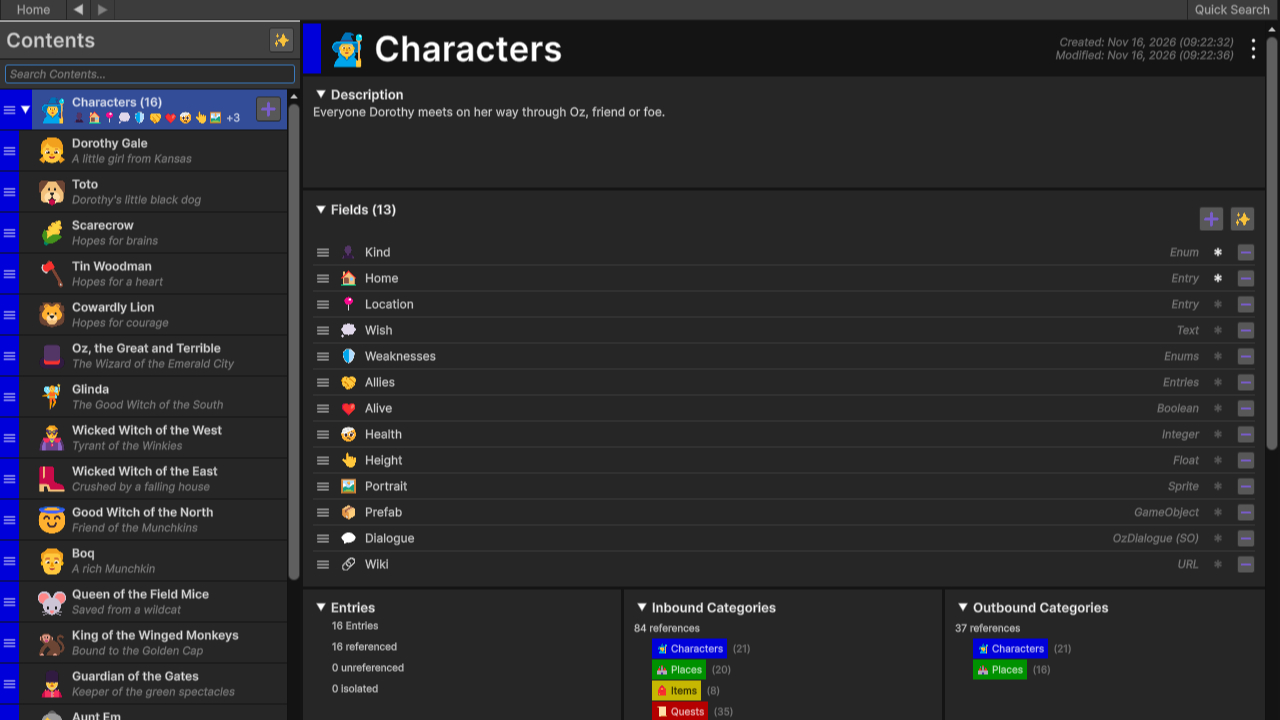 Home
Quick Search
Contents
Search Contents...
Characters (16)
+3
Dorothy Gale
A little girl from Kansas
Toto
Dorothy's little black dog
Scarecrow
Hopes for brains
Tin Woodman
Hopes for a heart
Cowardly Lion
Hopes for courage
Oz, the Great and Terrible
The Wizard of the Emerald City
Glinda
The Good Witch of the South
Wicked Witch of the West
Tyrant of the Winkies
Wicked Witch of the East
Crushed by a falling house
Good Witch of the North
Friend of the Munchkins
Boq
A rich Munchkin
Queen of the Field Mice
Saved from a wildcat
King of the Winged Monkeys
Bound to the Golden Cap
Guardian of the Gates
Keeper of the green spectacles
Aunt Em
Characters
Created: Nov 16, 2026 (09:22:32)
Modified: Nov 16, 2026 (09:22:36)
Description
Everyone Dorothy meets on her way through Oz, friend or foe.
Fields (13)
Kind Enum *
Home Entry *
Location Entry *
Wish Text *
Weaknesses Enums *
Allies Entries *
Alive Boolean *
Health Integer *
Height Float *
Portrait Sprite *
Prefab GameObject *
Dialogue OzDialogue (SO) *
Wiki URL *
Entries
16 Entries
16 referenced
0 unreferenced
0 isolated
Inbound Categories
84 references
Characters (21)
Places (20)
Items (8)
Quests (35)
Outbound Categories
37 references
Characters (21)
Places (16)